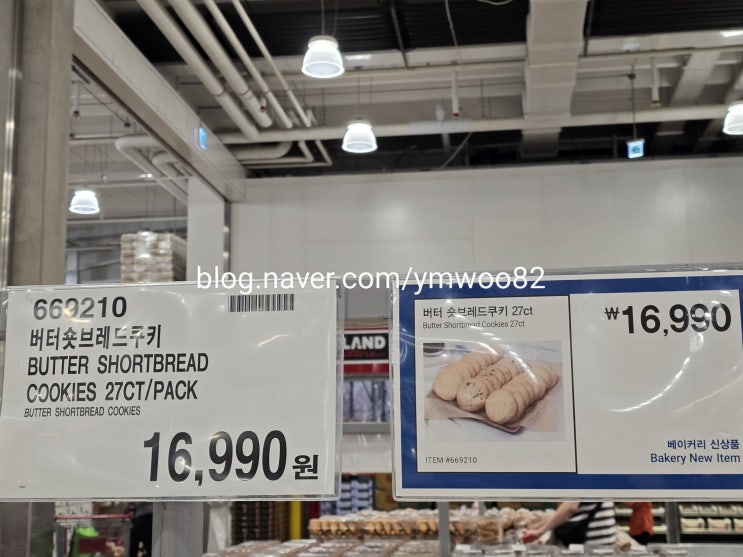 blog.naver.com/ymwoo82
669210
버터숏브레드쿠키
BUTTER SHORTBREAD
COOKIES 27CT/PACK
BUTTER SHORTBREAD COOKIES
16,990원
LAND
버터 숏브레드쿠키 27ct
Butter Shortbread Cookies 27ct
ITEM #669210
₩16,990
베이커리 신상품
Bakery New Item